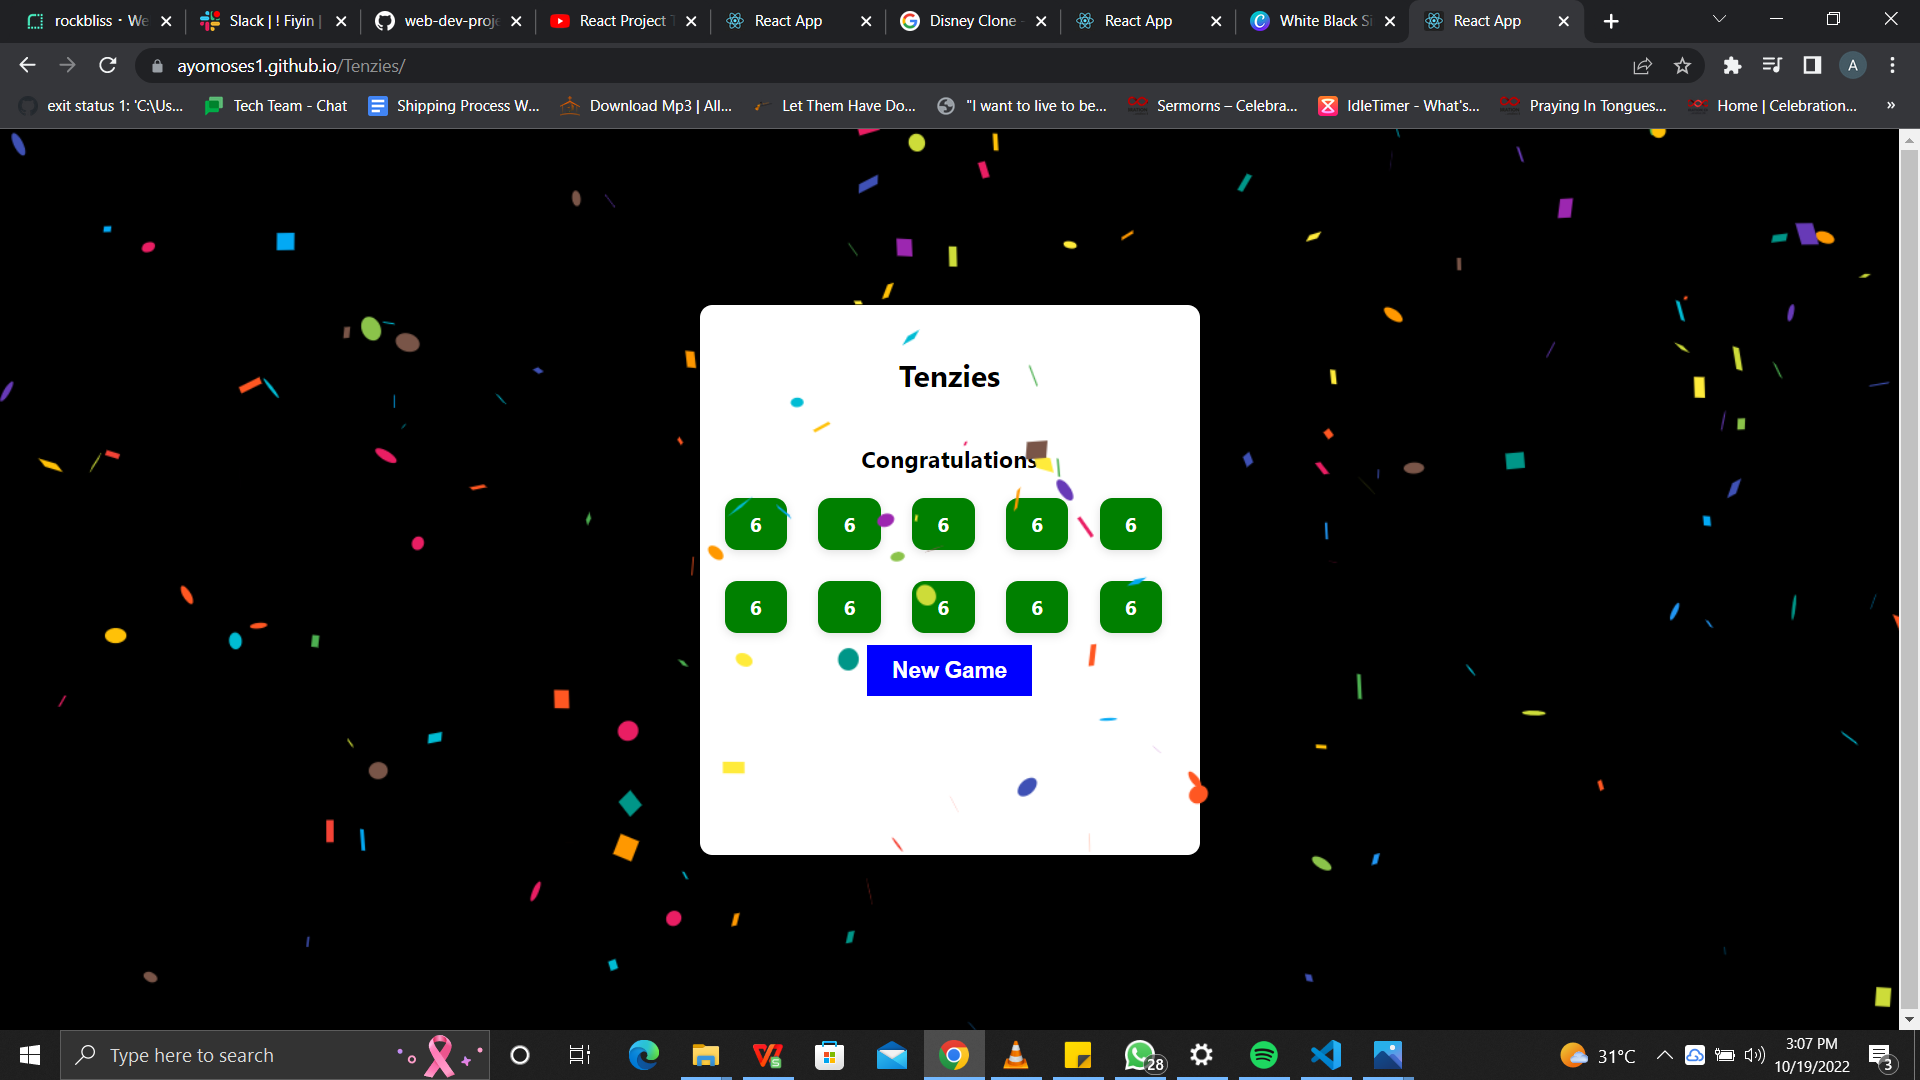 rockbliss · We
Slack | ! Fiyin |
web-dev-proje
React Project T
React App
Disney Clone -
React App
White Black Si
React App
ayomoses1.github.io/Tenzies/
A
exit status 1: 'C:\Us...
Tech Team - Chat
Shipping Process W...
Download Mp3 | All...
Let Them Have Do...
"I want to live to be...
Sermorns – Celebra...
IdleTimer - What's...
Praying In Tongues...
Home | Celebration...
»
Tenzies
Congratulations
6 6 6 6 6
6 6 6 6 6
New Game
Type here to search
28
31°C
3:07 PM
10/19/2022
3